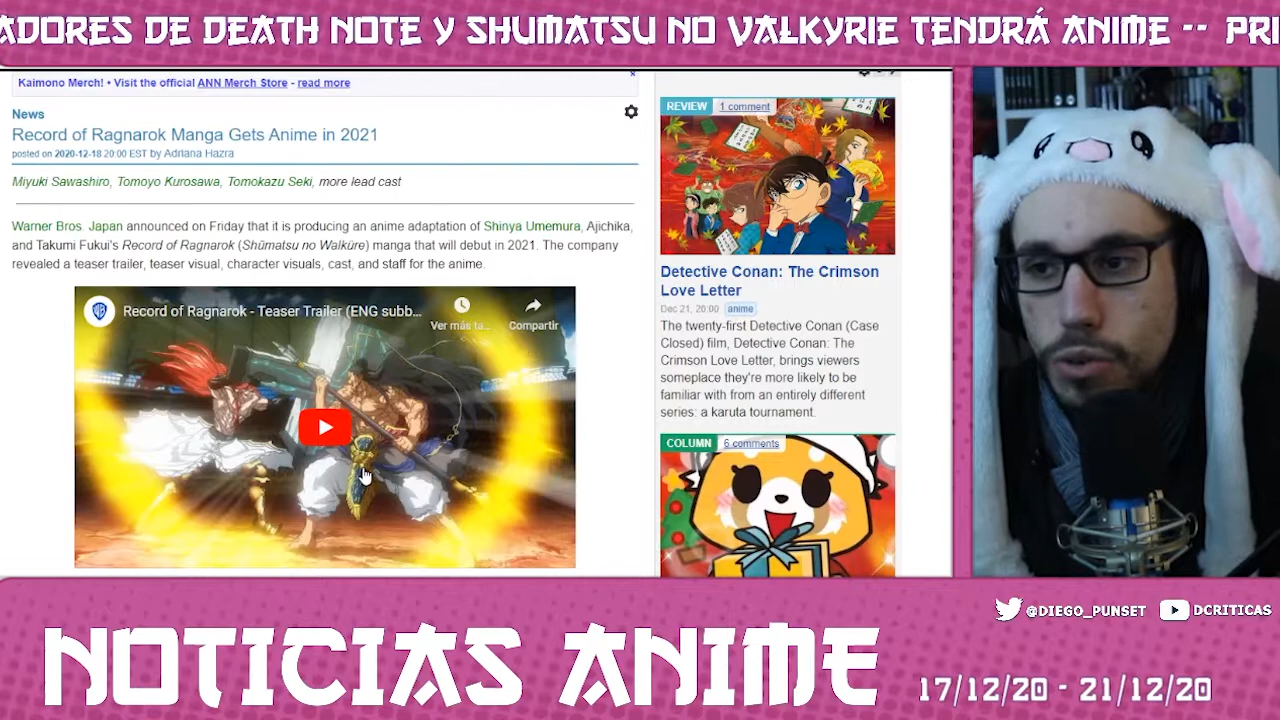 ADORES DE DEATH NOTE Y SHUMATSU NO VALKYRIE TENDRÁ ANIME -- PRI
Kaimono Merch! • Visit the official ANN Merch Store - read more
News
Record of Ragnarok Manga Gets Anime in 2021
posted on 2020-12-18 20:00 EST by Adriana Hazra
Miyuki Sawashiro, Tomoyo Kurosawa, Tomokazu Seki, more lead cast
Warner Bros. Japan announced on Friday that it is producing an anime adaptation of Shinya Umemura, Ajichika,
and Takumi Fukui's Record of Ragnarok (Shūmatsu no Walküre) manga that will debut in 2021. The company
revealed a teaser trailer, teaser visual, character visuals, cast, and staff for the anime.
Record of Ragnarok - Teaser Trailer (ENG subb...
Ver más ta...
Compartir
REVIEW
1 comment
Detective Conan: The Crimson
Love Letter
Dec 21, 20:00
anime
The twenty-first Detective Conan (Case
Closed) film, Detective Conan: The
Crimson Love Letter, brings viewers
someplace they're more likely to be
familiar with from an entirely different
series: a karuta tournament.
COLUMN
6 comments
@DIEGO_PUNSET
DCRITICAS
NOTICIAS ANIME
17/12/20 - 21/12/20